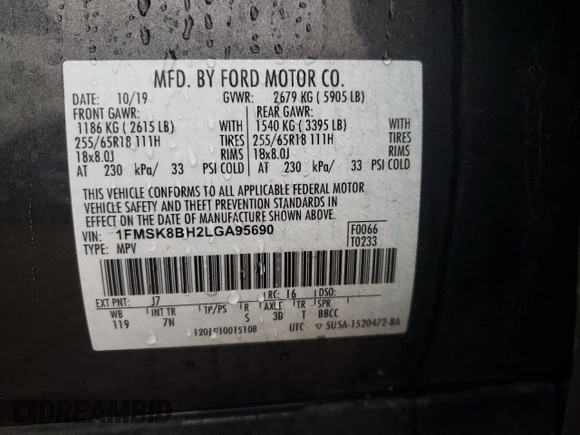 MFD. BY FORD MOTOR CO.
DATE: 10/19 GVWR: 2679 KG ( 5905 LB)
FRONT GAWR: REAR GAWR:
1186 KG ( 2615 LB) WITH 1540 KG ( 3395 LB) WITH
255/65R18 111H TIRES 255/65R18 111H TIRES
18x8.0J RIMS 18x8.0J RIMS
AT 230 kPa/ 33 PSI COLD AT 230 kPa/ 33 PSI COLD
THIS VEHICLE CONFORMS TO ALL APPLICABLE FEDERAL MOTOR
VEHICLE SAFETY AND THEFT PREVENTION STANDARDS IN EFFECT
ON THE DATE OF MANUFACTURE SHOWN ABOVE.
VIN: 1FMSK8BH2LGA95690 F0066
TYPE: MPV T0233
EXT PNT: J7 RC: 16 DSO:
WB INT TR TP/PS R AXLE TR SPR
119 7N S 3B T BBCC
1201910015108 UTC 5U5A-1520472-BA
DREAMBID